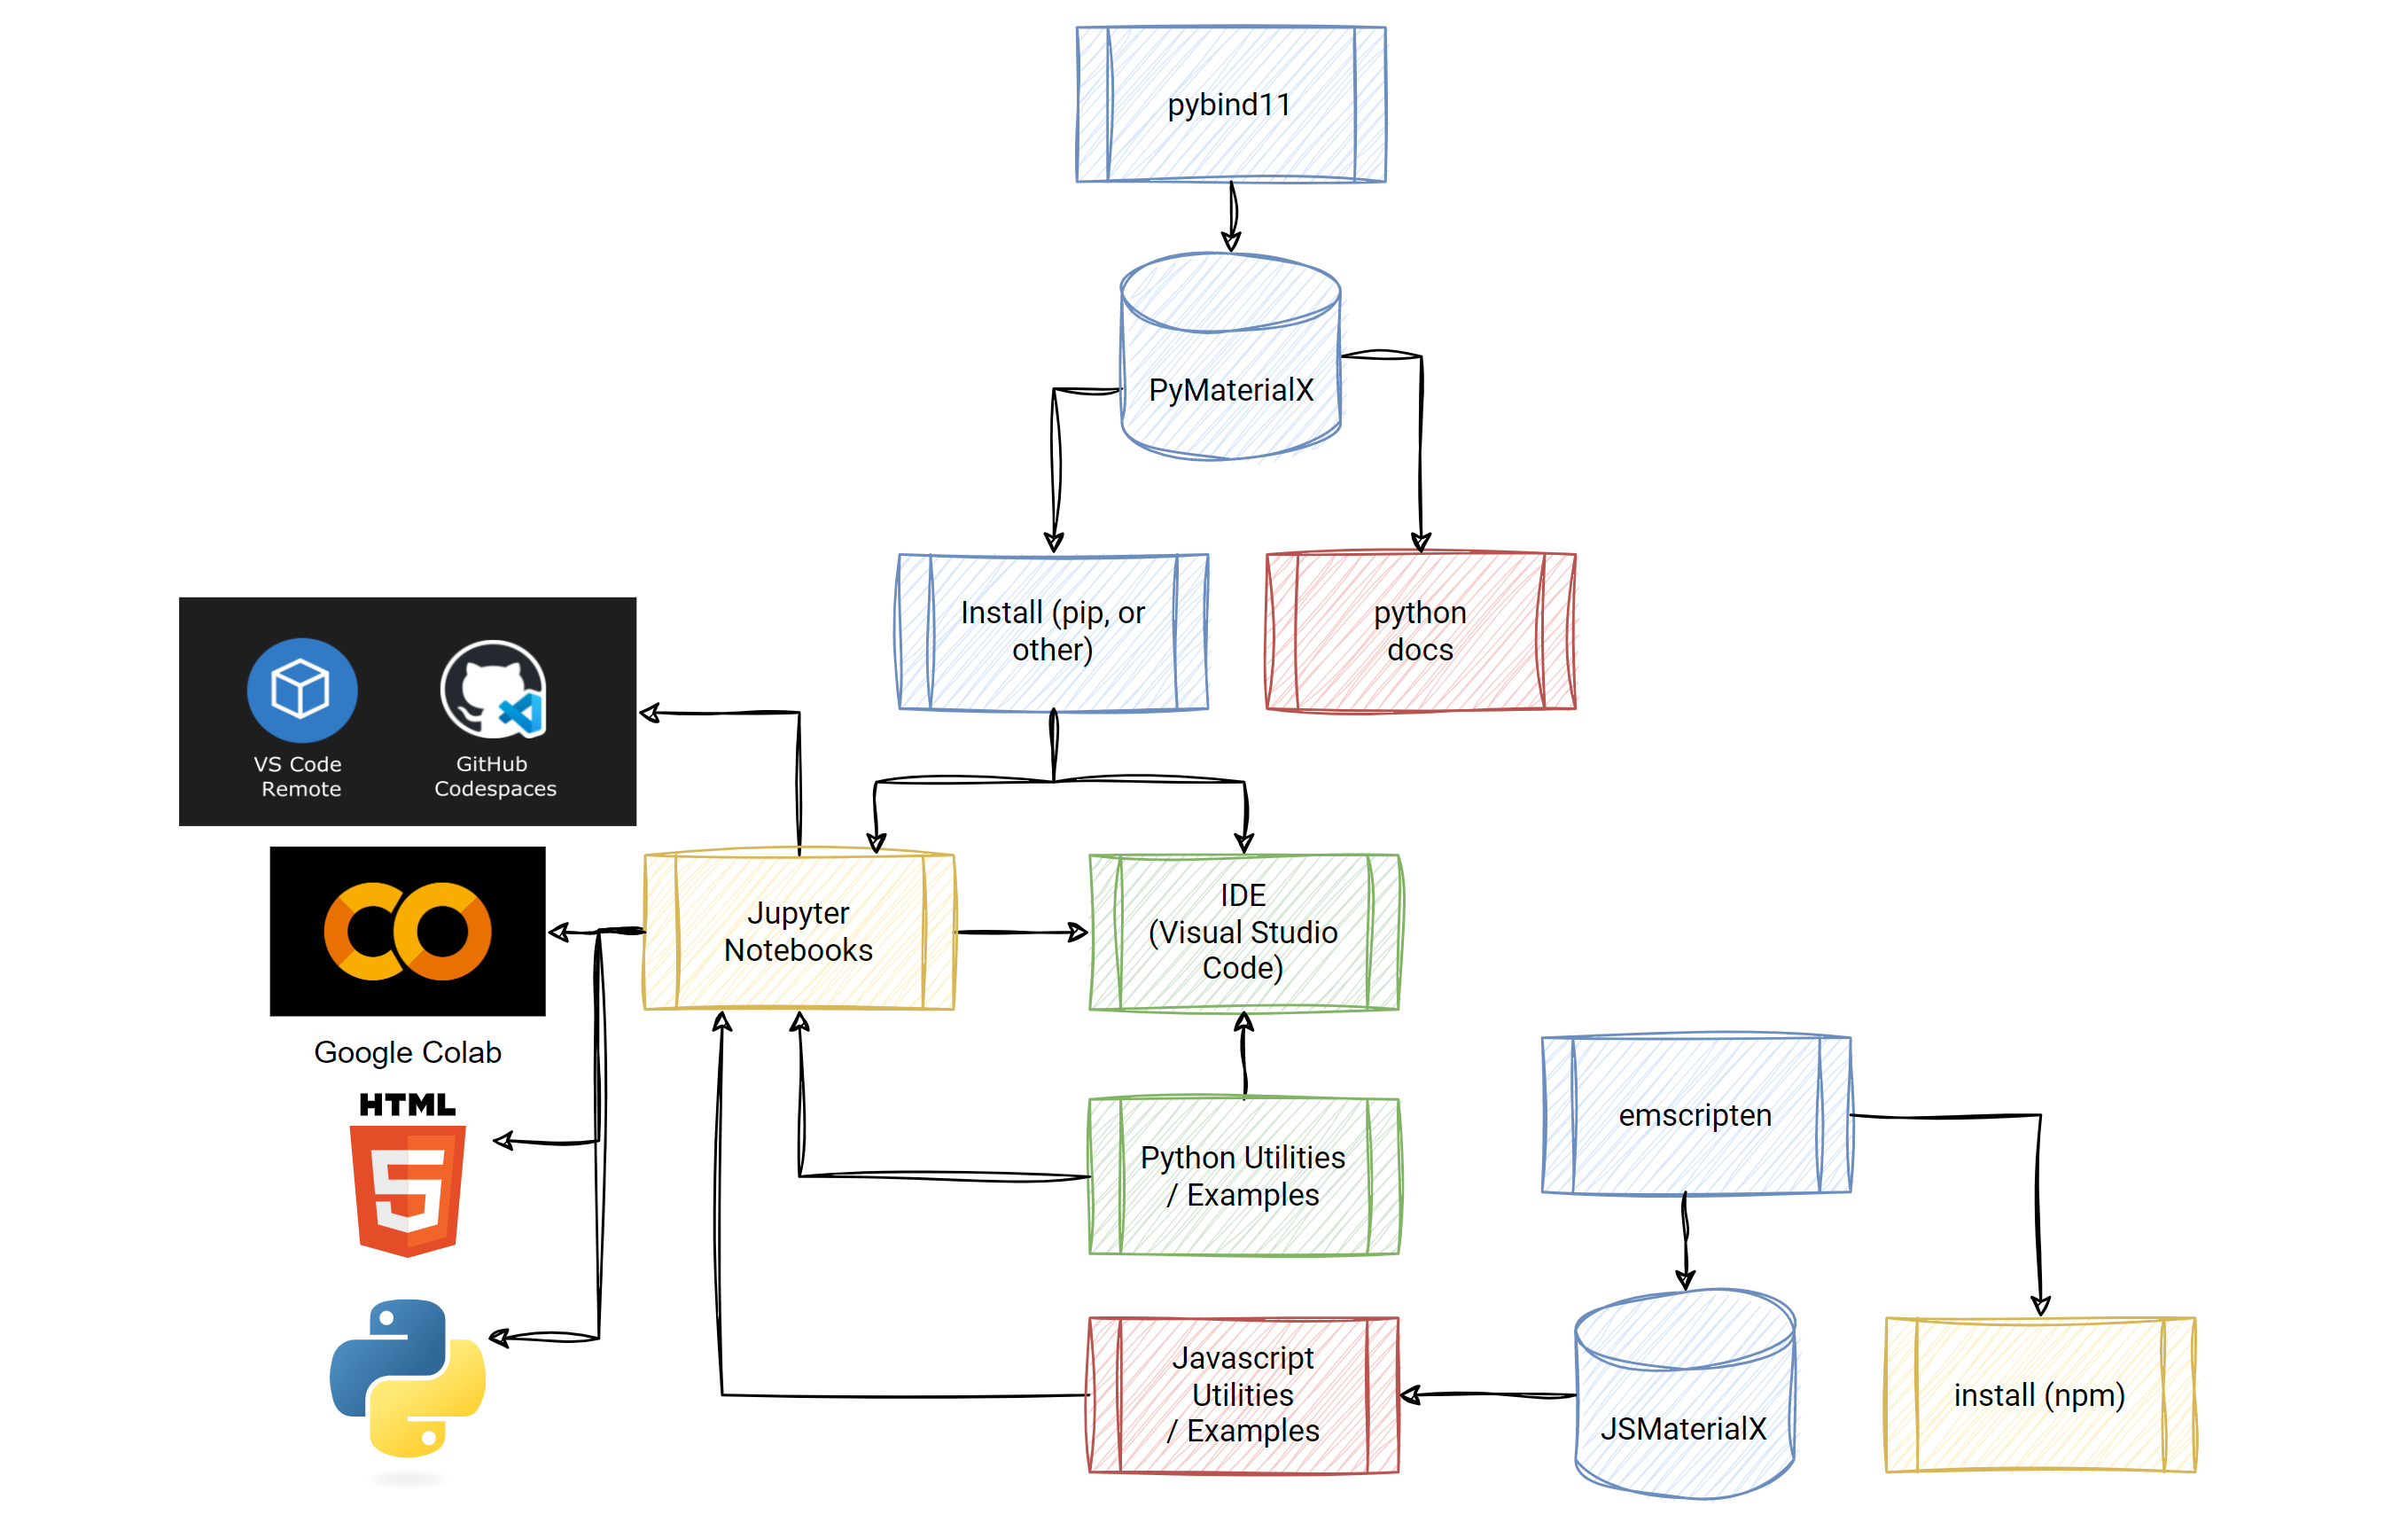 pybind11
PyMaterialX
Install (pip, or
other)
python
docs
VS Code
Remote
GitHub
Codespaces
Jupyter
Notebooks
IDE
(Visual Studio
Code)
Google Colab
HTML
5
emscripten
Python Utilities
/ Examples
Javascript
Utilities
/ Examples
JSMaterialX
install (npm)